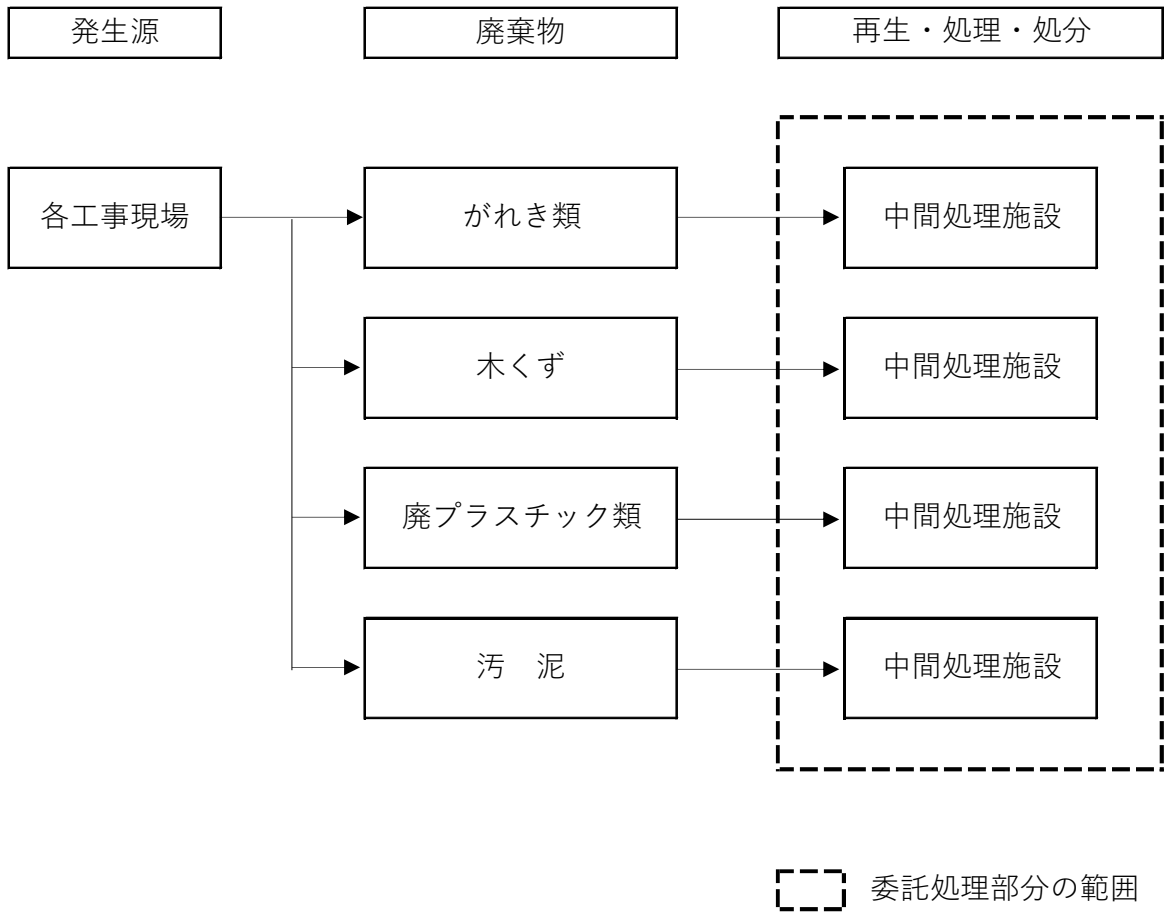 発生源
廃棄物
再生・処理・処分
各工事現場
がれき類
中間処理施設
木くず
中間処理施設
廃プラスチック類
中間処理施設
汚　泥
中間処理施設
委託処理部分の範囲